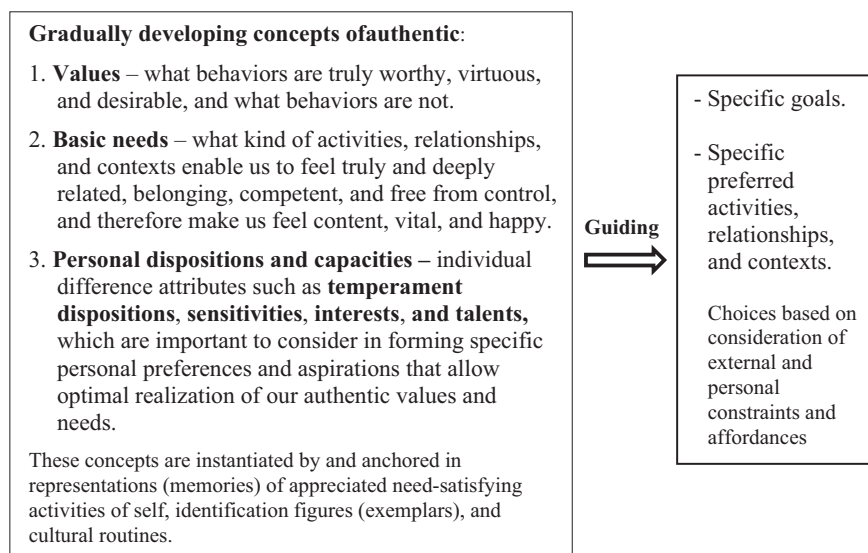 Gradually developing concepts ofauthentic:
1. Values – what behaviors are truly worthy, virtuous,
and desirable, and what behaviors are not.
2. Basic needs – what kind of activities, relationships,
and contexts enable us to feel truly and deeply
related, belonging, competent, and free from control,
and therefore make us feel content, vital, and happy.
3. Personal dispositions and capacities – individual
difference attributes such as temperament
dispositions, sensitivities, interests, and talents,
which are important to consider in forming specific
personal preferences and aspirations that allow
optimal realization of our authentic values and
needs.
These concepts are instantiated by and anchored in
representations (memories) of appreciated need-satisfying
activities of self, identification figures (exemplars), and
cultural routines.
Guiding
- Specific goals.
- Specific
preferred
activities,
relationships,
and contexts.
Choices based on
consideration of
external and
personal
constraints and
affordances